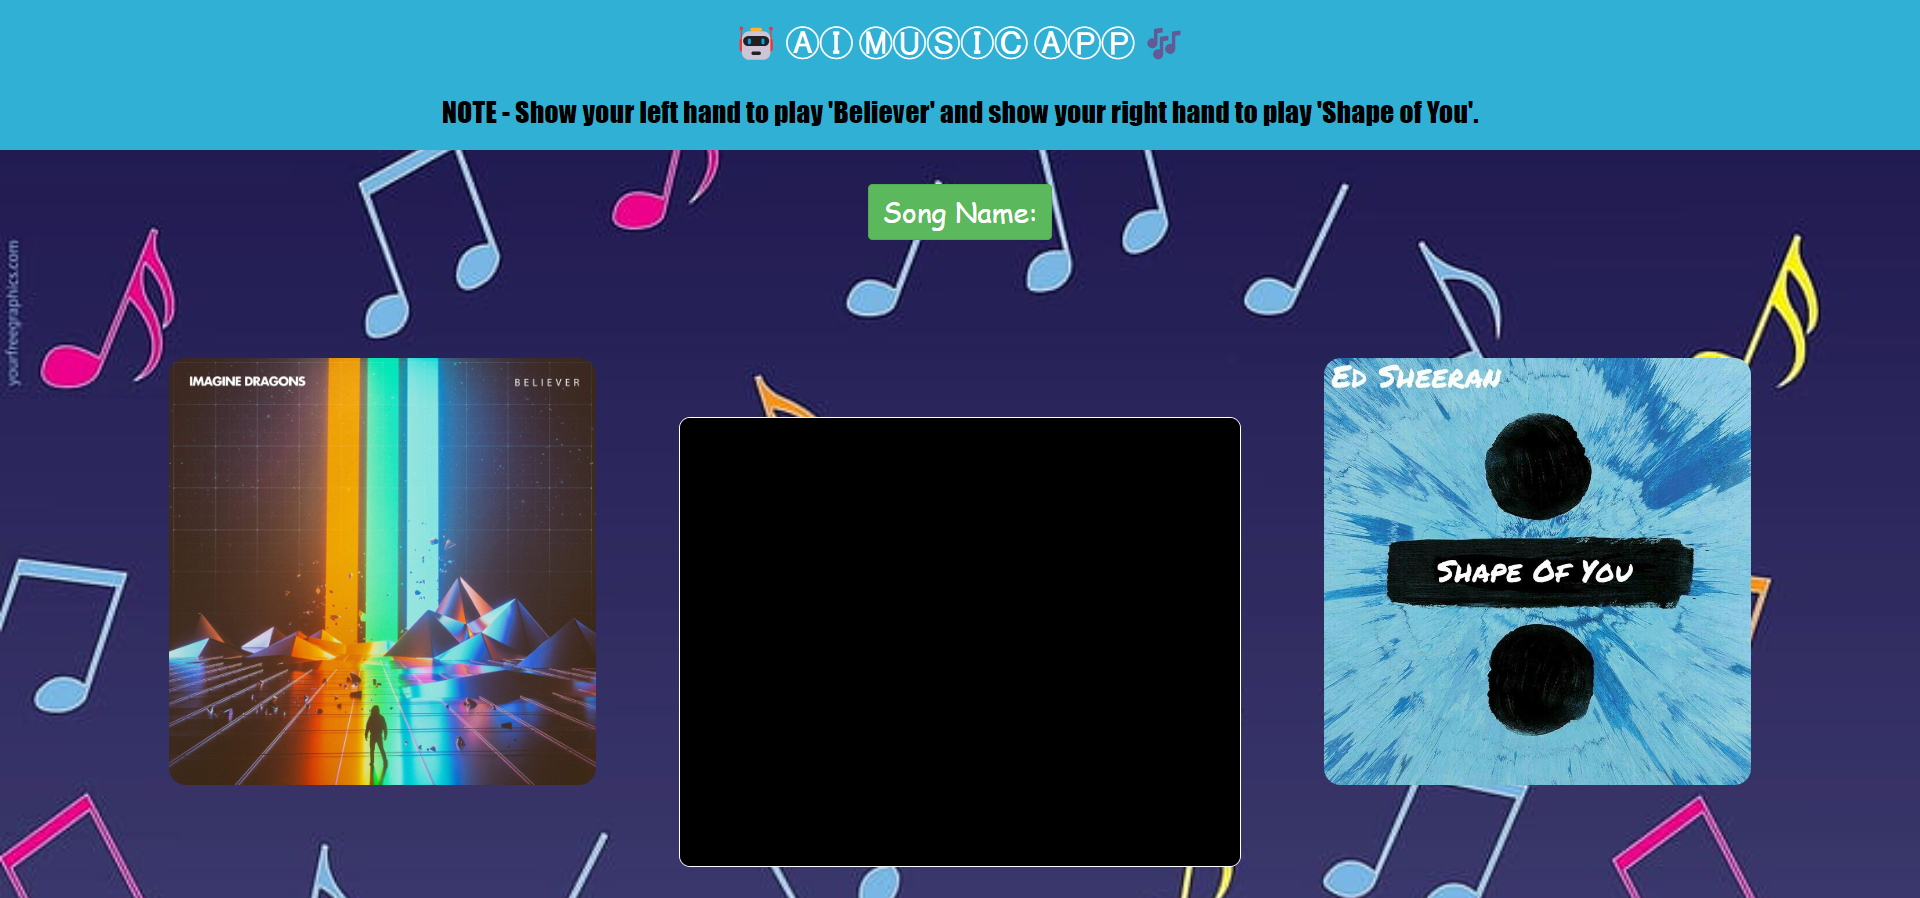 🤖 ⒶⒾ ⓂⓊⓈⒾⒸ ⒶⓅⓅ 🎶
NOTE - Show your left hand to play 'Believer' and show your right hand to play 'Shape of You'.
Song Name:
yourfreegraphics.com
IMAGINE DRAGONS
BELIEVER
ED SHEERAN
SHAPE OF YOU